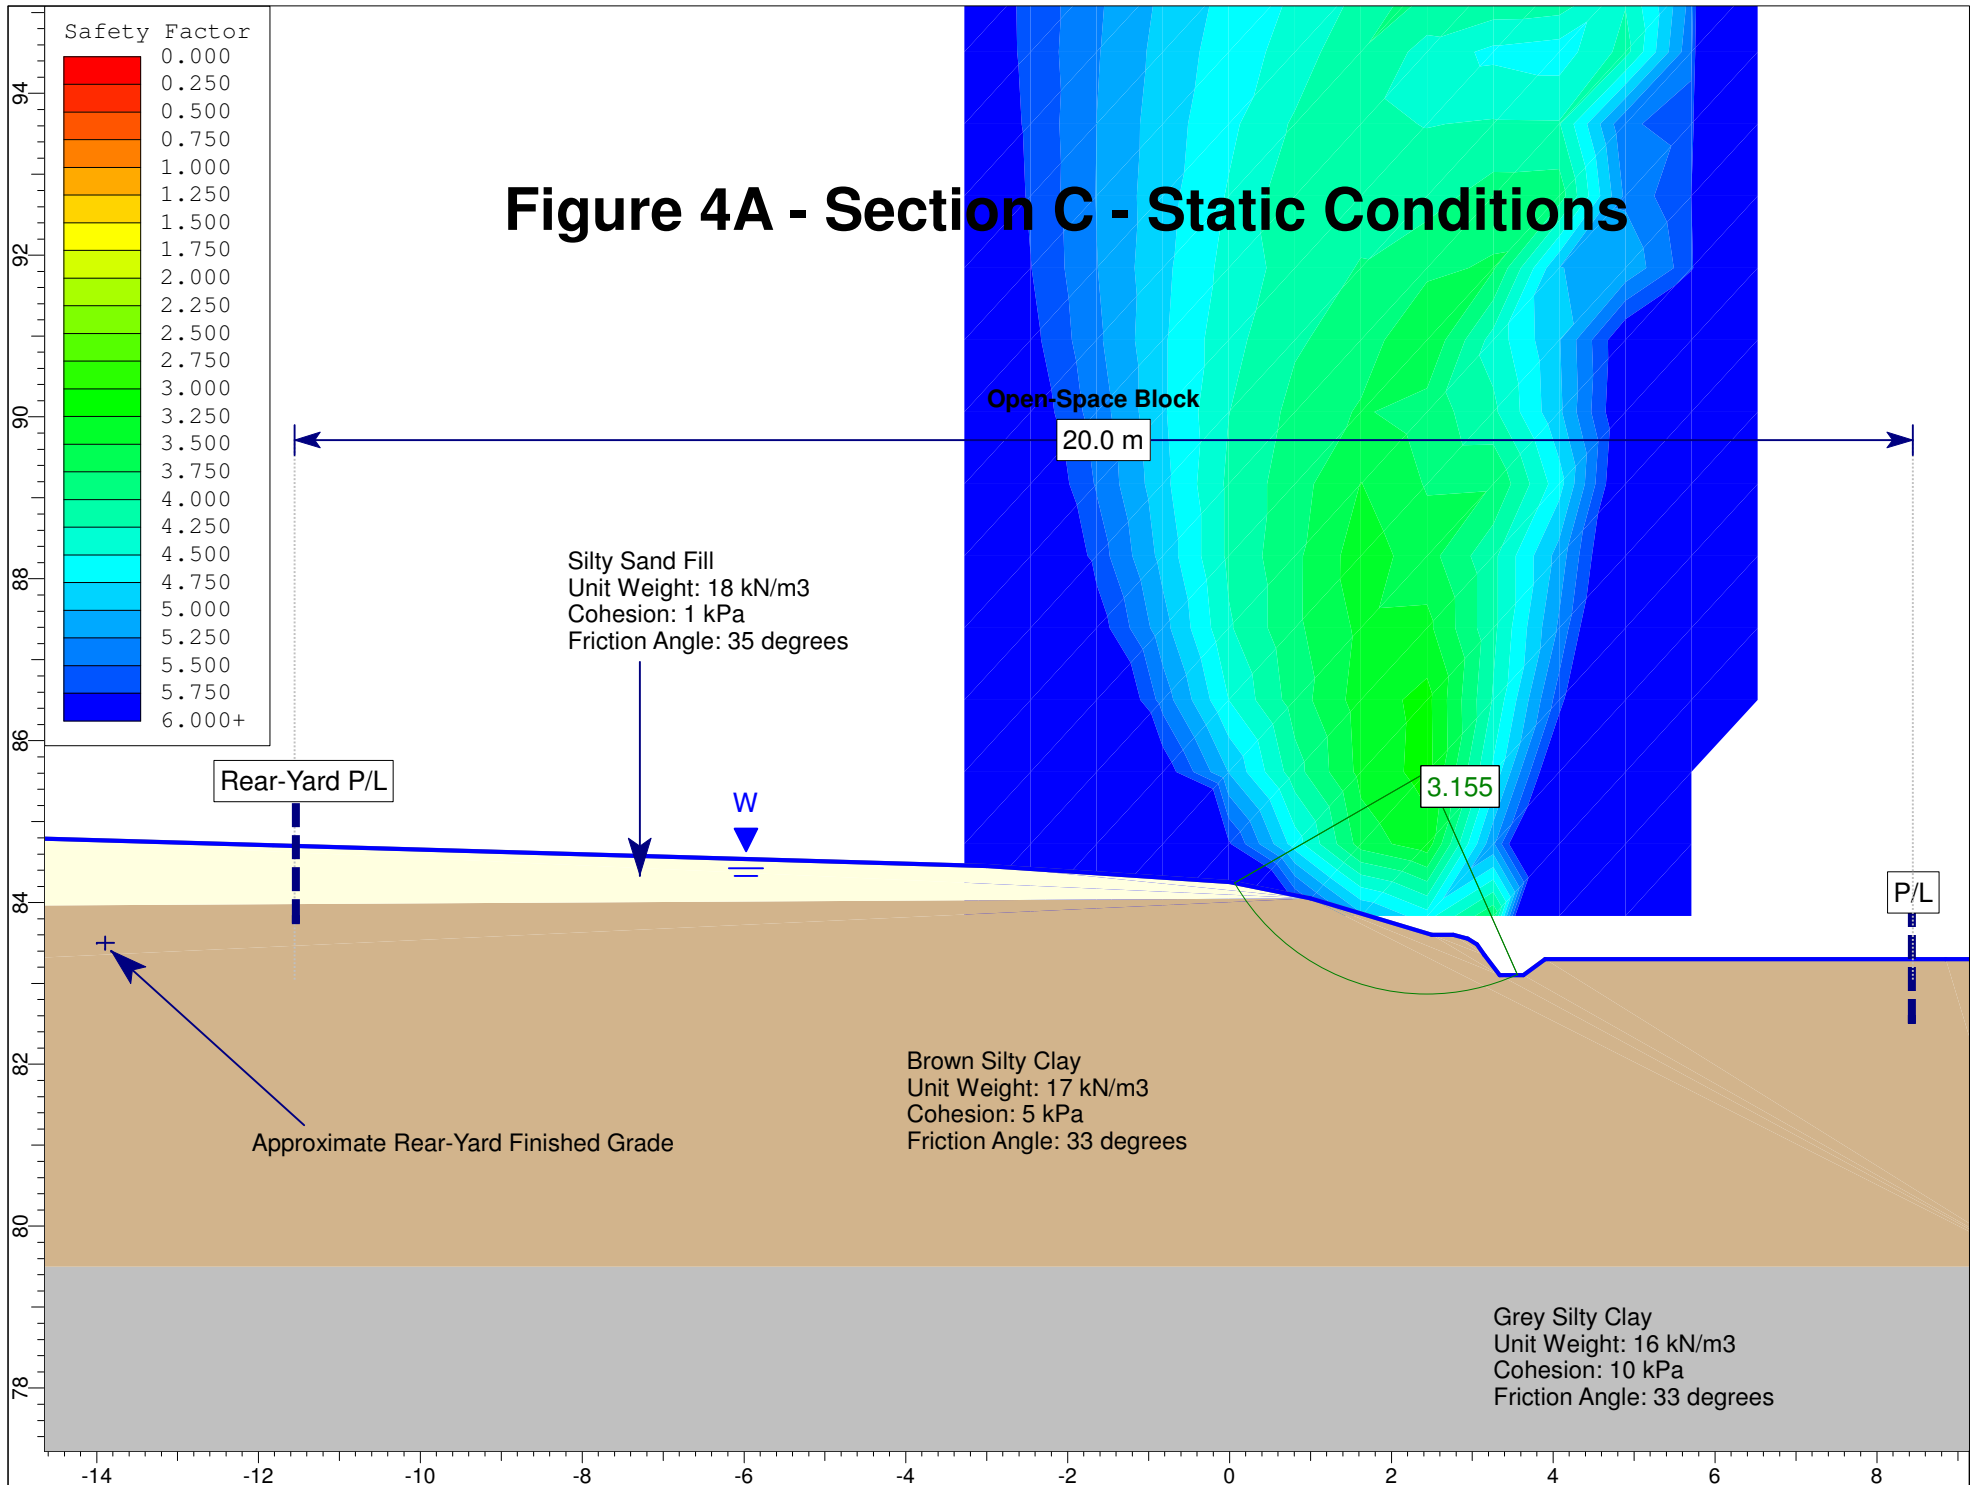 Safety Factor
0.000
0.250
0.500
0.750
1.000
1.250
1.500
1.750
2.000
2.250
2.500
2.750
3.000
3.250
3.500
3.750
4.000
4.250
4.500
4.750
5.000
5.250
5.500
5.750
6.000+
Figure 4A - Section C - Static Conditions
Open-Space Block
20.0 m
Silty Sand Fill
Unit Weight: 18 kN/m3
Cohesion: 1 kPa
Friction Angle: 35 degrees
Rear-Yard P/L
W
3.155
P/L
Brown Silty Clay
Unit Weight: 17 kN/m3
Cohesion: 5 kPa
Friction Angle: 33 degrees
Approximate Rear-Yard Finished Grade
Grey Silty Clay
Unit Weight: 16 kN/m3
Cohesion: 10 kPa
Friction Angle: 33 degrees
94
92
90
88
86
84
82
80
78
-14 -12 -10 -8 -6 -4 -2 0 2 4 6 8